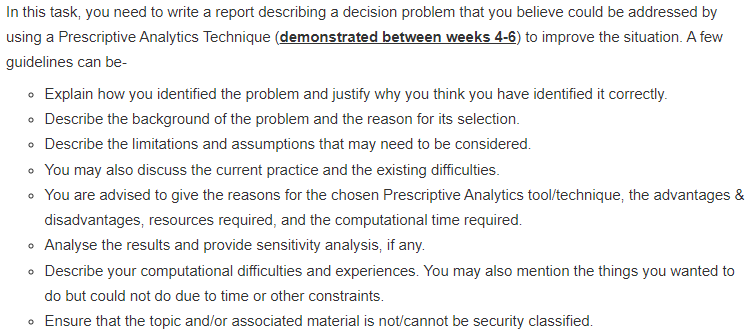 In this task, you need to write a report describing a decision problem that you believe could be addressed by
using a Prescriptive Analytics Technique (demonstrated between weeks 4-6) to improve the situation. A few
guidelines can be-
Explain how you identified the problem and justify why you think you have identified it correctly.
Describe the background of the problem and the reason for its selection.
Describe the limitations and assumptions that may need to be considered.
You may also discuss the current practice and the existing difficulties.
You are advised to give the reasons for the chosen Prescriptive Analytics tool/technique, the advantages &
disadvantages, resources required, and the computational time required.
Analyse the results and provide sensitivity analysis, if any.
Describe your computational difficulties and experiences. You may also mention the things you wanted to
do but could not do due to time or other constraints.
Ensure that the topic and/or associated material is not/cannot be security classified.